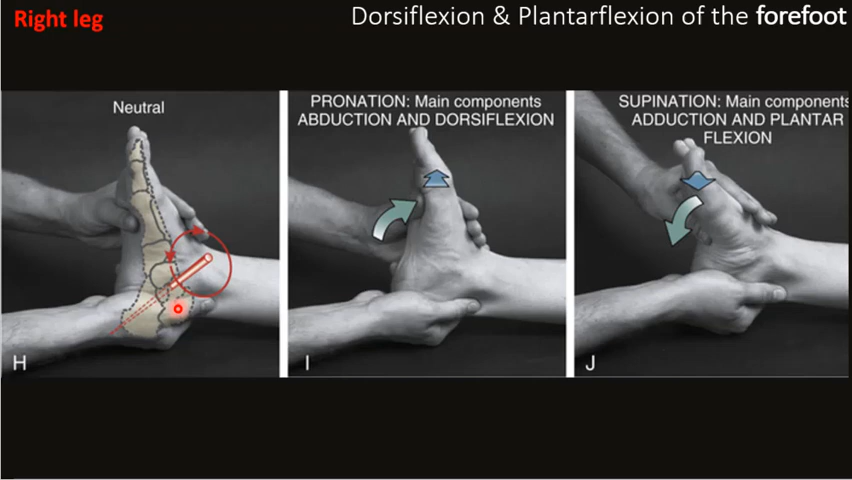 Right leg
Dorsiflexion & Plantarflexion of the forefoot
Neutral
H
PRONATION: Main components
ABDUCTION AND DORSIFLEXION
I
SUPINATION: Main components
ADDUCTION AND PLANTAR
FLEXION
J